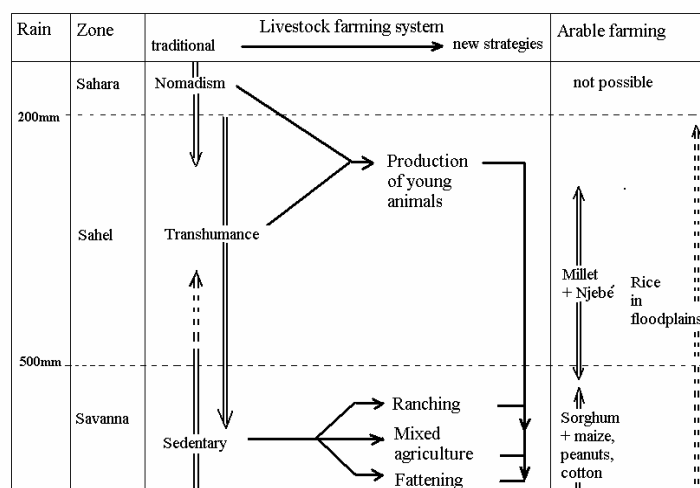 Rain
Zone
Livestock farming system
traditional
new strategies
Arable farming
Sahara
Nomadism
not possible
200mm
Production
of young
animals
Sahel
Transhumance
Millet
+ Njebé
Rice
in
floodplains
500mm
Savanna
Sedentary
Ranching
Mixed
agriculture
Fattening
Sorghum
+ maize,
peanuts,
cotton